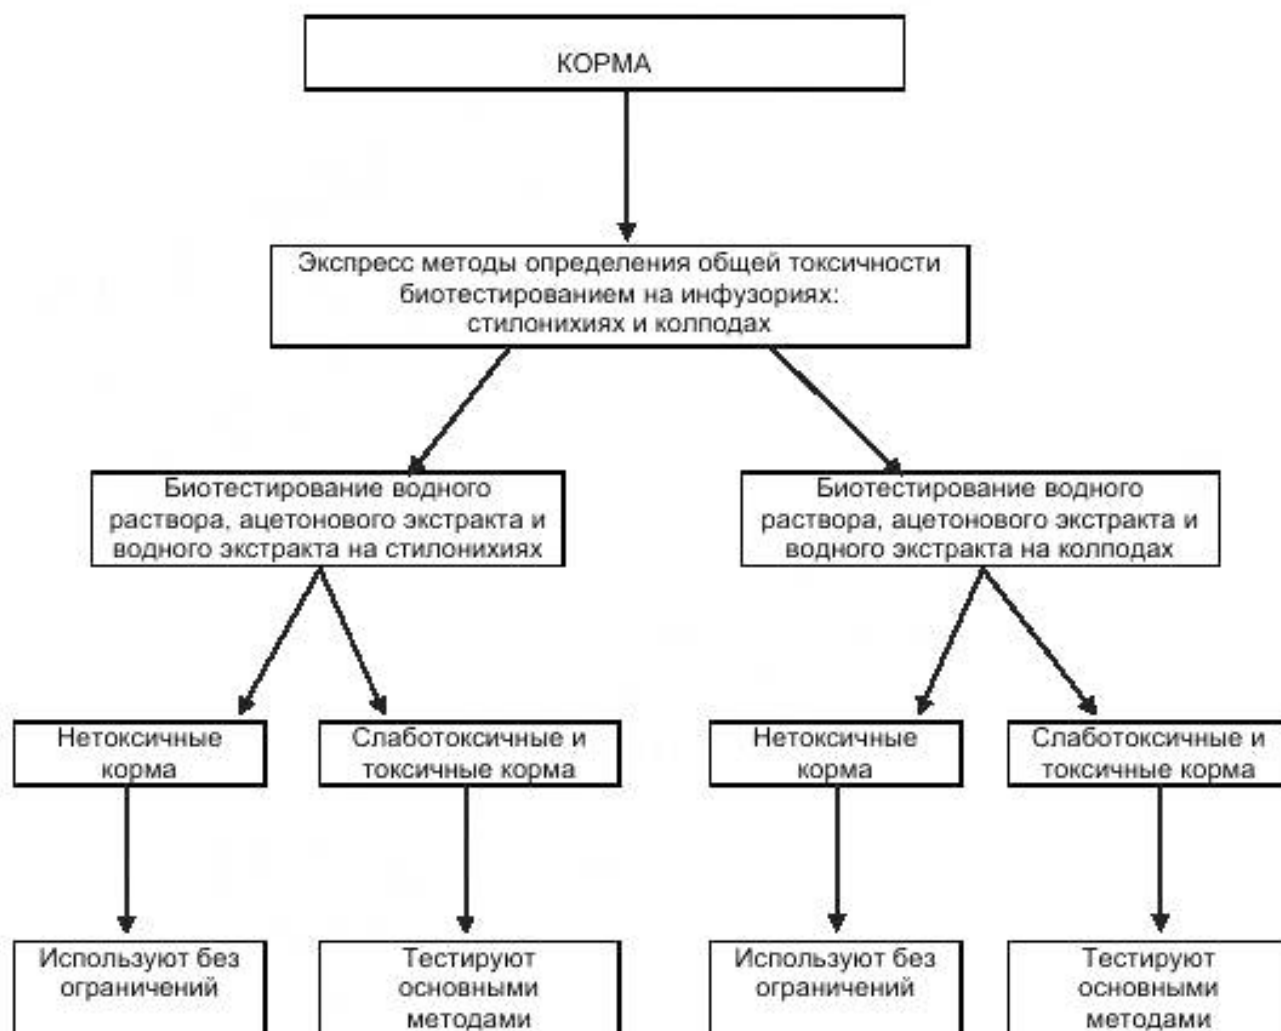 КОРМА
Экспресс методы определения общей токсичности
биотестированием на инфузориях:
стилонихиях и колподах
Биотестирование водного
раствора, ацетонового экстракта и
водного экстракта на стилонихиях
Биотестирование водного
раствора, ацетонового экстракта и
водного экстракта на колподах
Нетоксичные
корма
Слаботоксичные и
токсичные корма
Нетоксичные
корма
Слаботоксичные и
токсичные корма
Используют без
ограничений
Тестируют
основными
методами
Используют без
ограничений
Тестируют
основными
методами